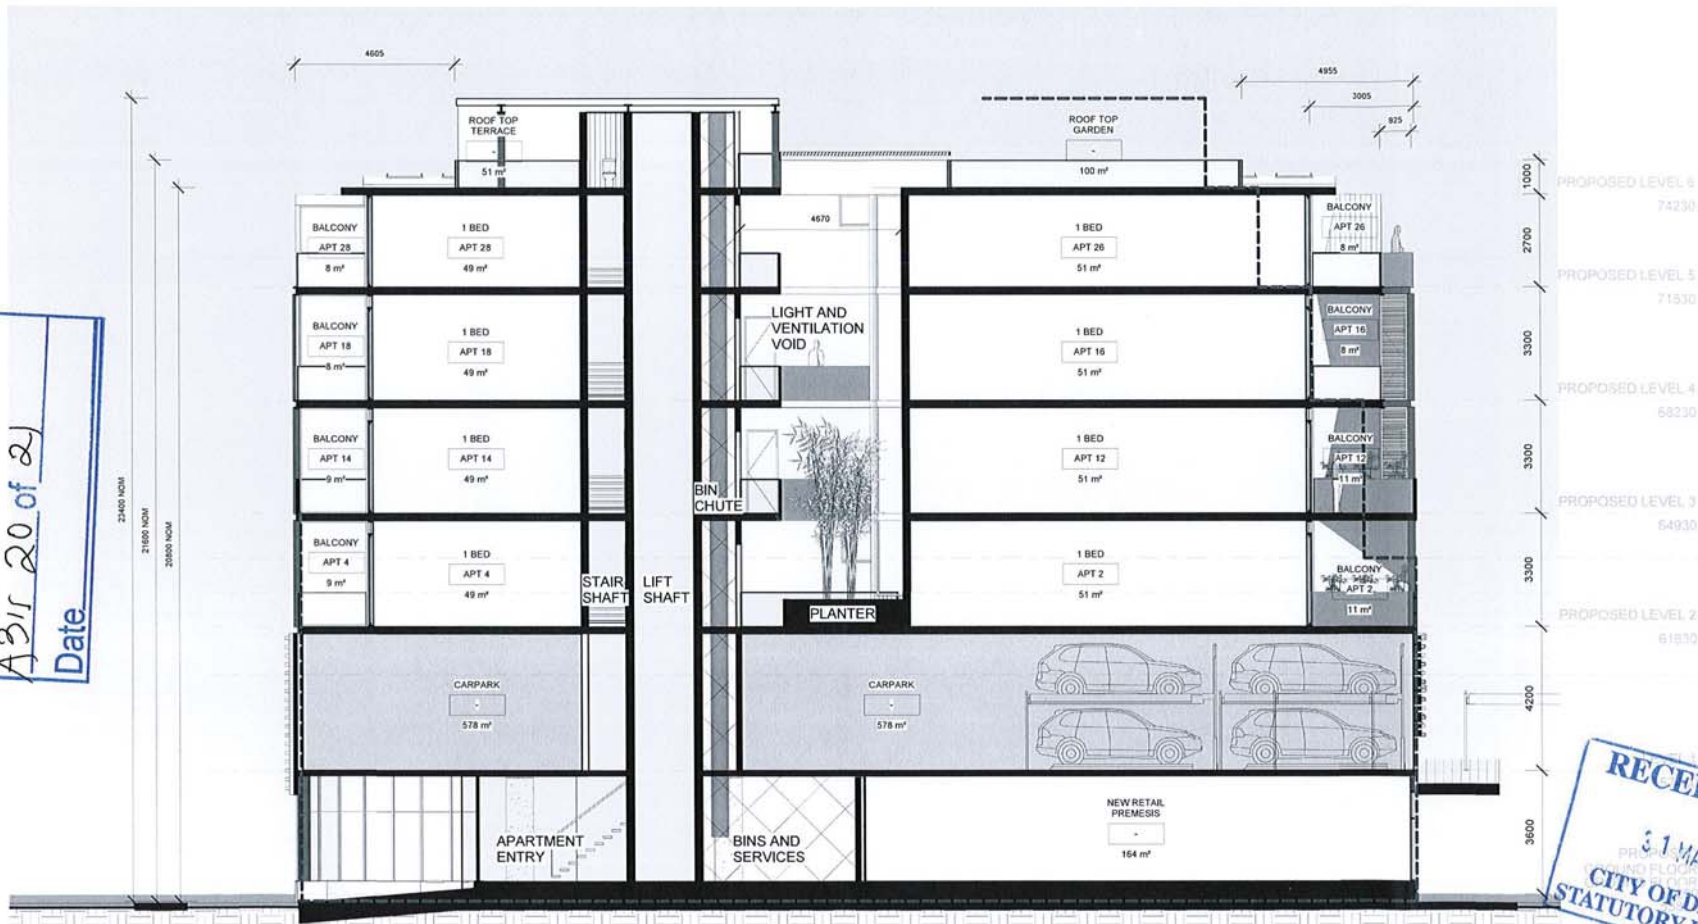 4605
4955
3005
925
ROOF TOP
TERRACE
-
51 m²
ROOF TOP
GARDEN
-
100 m²
1000
PROPOSED LEVEL 6
74230
BALCONY
APT 28
8 m²
1 BED
APT 28
49 m²
4670
1 BED
APT 26
51 m²
BALCONY
APT 26
8 m²
2700
PROPOSED LEVEL 5
71530
BALCONY
APT 18
8 m²
1 BED
APT 18
49 m²
LIGHT AND
VENTILATION
VOID
1 BED
APT 16
51 m²
BALCONY
APT 16
8 m²
3300
PROPOSED LEVEL 4
68230
BALCONY
APT 14
9 m²
1 BED
APT 14
49 m²
BIN
CHUTE
1 BED
APT 12
51 m²
BALCONY
APT 12
11 m²
3300
PROPOSED LEVEL 3
64930
BALCONY
APT 4
9 m²
1 BED
APT 4
49 m²
STAIR
SHAFT
LIFT
SHAFT
PLANTER
1 BED
APT 2
51 m²
BALCONY
APT 2
11 m²
3300
PROPOSED LEVEL 2
61630
CARPARK
-
578 m²
CARPARK
-
578 m²
4200
APARTMENT
ENTRY
BINS AND
SERVICES
NEW RETAIL
PREMESIS
-
164 m²
3600
PROPOSED
GROUND FLOOR
23400 NOM
21600 NOM
20800 NOM
20 of 21
Date
RECE
31 MA
CITY OF D
STATUTORY